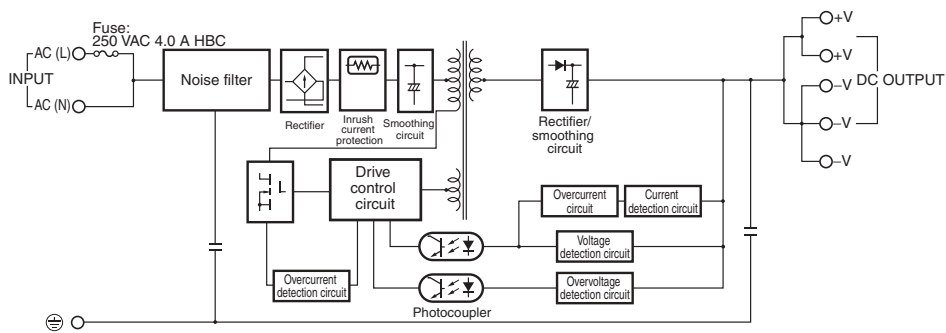 Fuse:
250 VAC 4.0 A HBC
AC (L)
INPUT
AC (N)
Noise filter
Rectifier
Inrush
current
protection
Smoothing
circuit
Rectifier/
smoothing
circuit
+V
+V
DC OUTPUT
–V
–V
–V
Drive
control
circuit
Overcurrent
circuit
Current
detection circuit
Voltage
detection circuit
Overcurrent
detection circuit
Overvoltage
detection circuit
Photocoupler